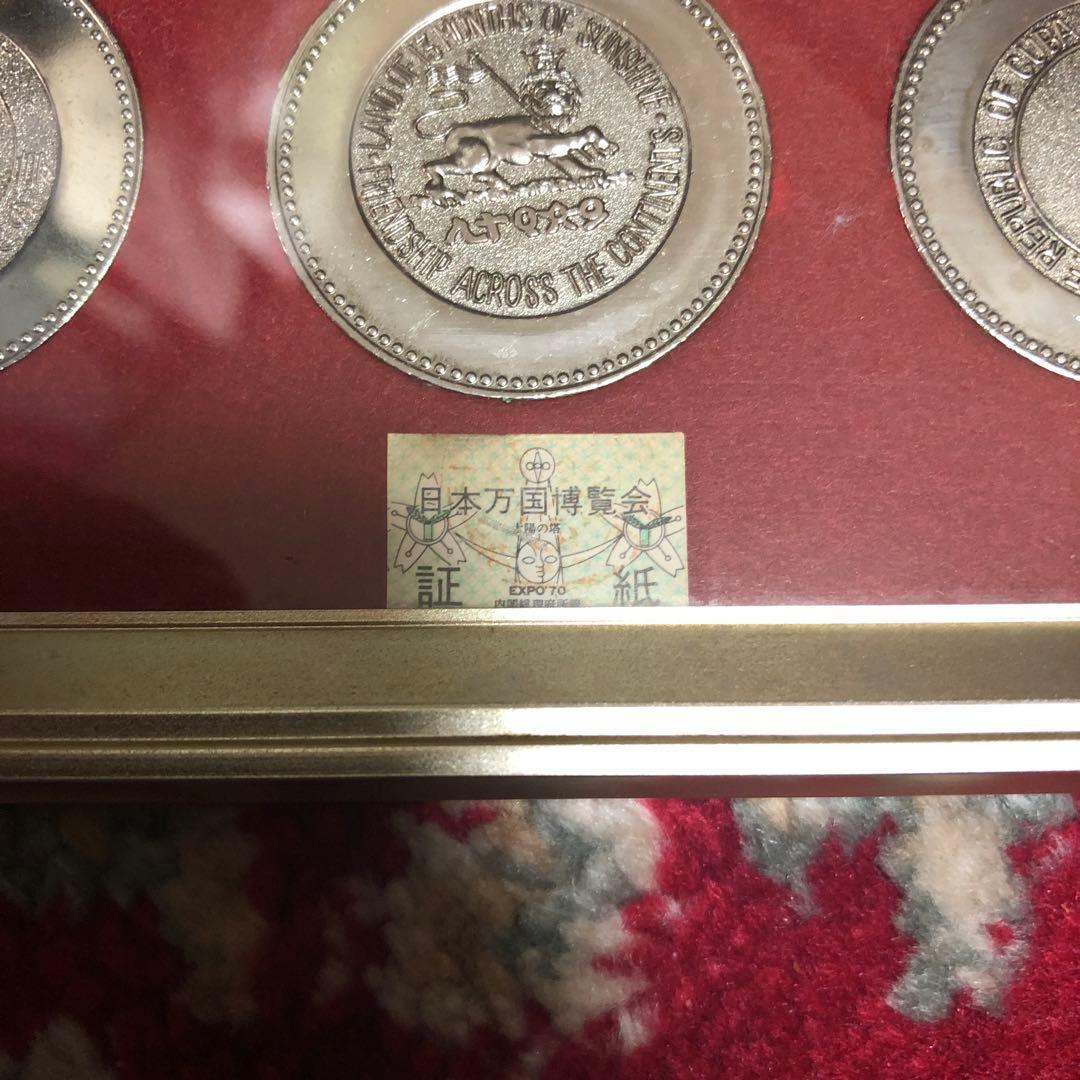 LAND OF 13 MONTHS OF SUNSHINE · FRIENDSHIP ACROSS THE CONTINENTS ·
REPUBLIC OF CUBA
日本万国博覧会
太陽の塔
証 紙
EXPO'70